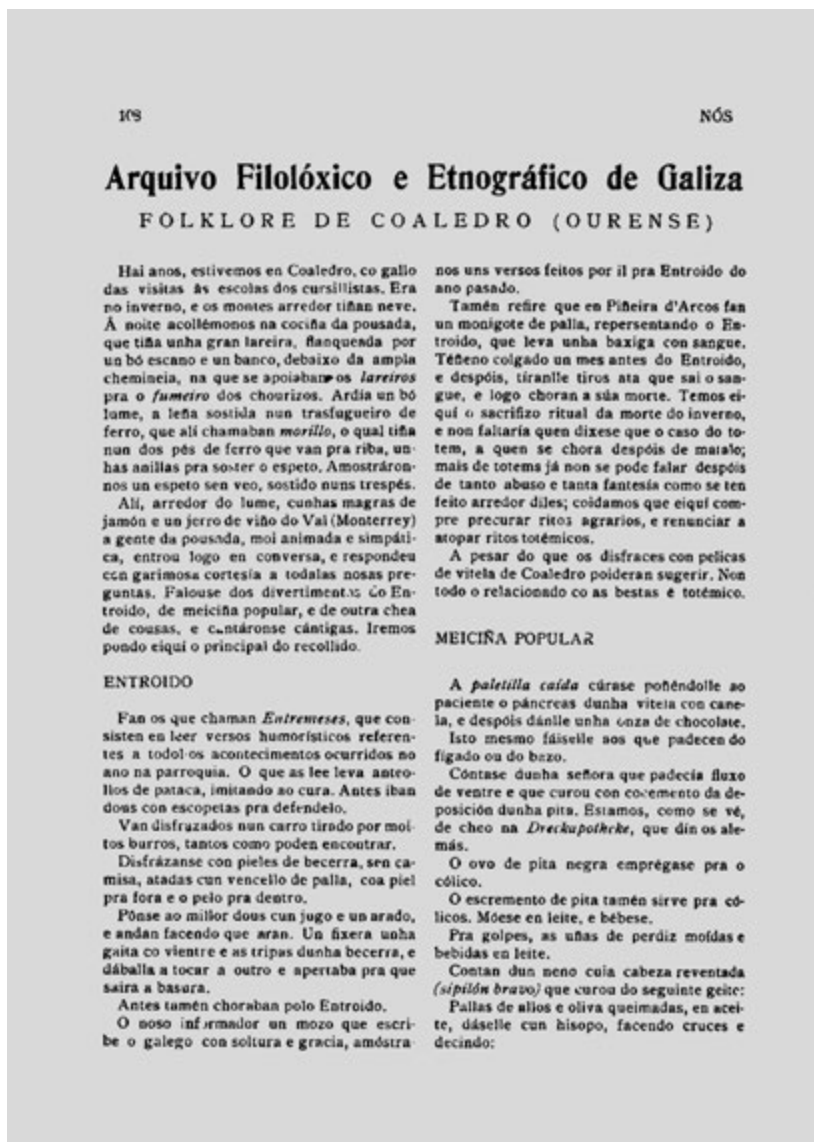 108
NÓS
Arquivo Filolóxico e Etnográfico de Galiza
FOLKLORE DE COALEDRO (OURENSE)
Hai anos, estivemos en Coaledro, co gallo
das visitas ás escolas dos cursillistas. Era
no inverno, e os montes arredor tiñan neve.
Á noite acollémonos na cociña da pousada,
que tiña unha gran lareira, flanqueada por
un bó escano e un banco, debaixo da ampla
chemineia, na que se apoiaban os lareiros
pra o fumeiro dos chourizos. Ardía un bó
lume, a leña sostida nun trasfugueiro de
ferro, que alí chamaban morillo, o qual tiña
nun dos pés de ferro que van pra riba, un-
has anillas pra soster o espeto. Amostráron-
nos un espeto sen veo, sostido nuns trespés.
Alí, arredor do lume, cunhas magras de
jamón e un jerro de viño do Val (Monterrey)
a gente da pousada, moi animada e simpáti-
ca, entrou logo en conversa, e respondeu
con garimosa cortesía a todalas nosas pre-
guntas. Falouse dos divertimentos do En-
troido, de meiciña popular, e de outra chea
de cousas, e cantáronse cántigas. Iremos
pondo eiquí o principal do recollido.
ENTROIDO
Fan os que chaman Entremeses, que con-
sisten en leer versos humorísticos referen-
tes a todol-os acontecimentos ocurridos no
ano na parroquia. O que as lee leva anteo-
llos de pataca, imitando ao cura. Antes iban
dous con escopetas pra defendelo.
Van disfrazados nun carro tirado por moi-
tos burros, tantos como poden encoutrar.
Disfrázanse con pieles de becerra, sen ca-
misa, atadas cun vencello de palla, coa piel
pra fora e o pelo pra dentro.
Pónse ao millor dous cun jugo e un arado,
e andan facendo que aran. Un fixera unha
gaita co vientre e as tripas dunha becerra, e
dáballa a tocar a outro e apertaba pra que
saira a basura.
Antes tamén choraban polo Entroido.
O noso informador un mozo que escri-
be o galego con soltura e gracia, amóstra-
nos uns versos feitos por il pra Entroido do
ano pasado.
Tamén refire que en Piñeira d'Arcos fan
un monigote de palla, repersentando o En-
troido, que leva unha baxiga con sangue.
Téñeno colgado un mes antes do Entroido,
e despóis, tiranlle tiros ata que sai o san-
gue, e logo choran a súa morte. Temos ei-
quí o sacrifizo ritual da morte do inverno,
e non faltaría quen dixese que o caso do to-
tem, a quen se chora despóis de matalo;
mais de totems já non se pode falar despóis
de tanto abuso e tanta fantesía como se ten
feito arredor diles; coidamos que eiquí com-
pre precurar ritos agrarios, e renunciar a
atopar ritos totémicos.
A pesar do que os disfraces con pelicas
de vitela de Coaledro poideran sugerir. Non
todo o relacionado co as bestas é totémico.
MEICIÑA POPULAR
A paletilla caída cúrase poñéndolle ao
paciente o páncreas dunha vitela con cane-
la, e despóis dánlle unha onza de chocolate.
Isto mesmo fáiselle aos que padecen do
fígado ou do bazo.
Cóntase dunha señora que padecía fluxo
de ventre e que curou con cocemento da de-
posición dunha pita. Estamos, como se vé,
de cheo na Dreckapotheke, que din os ale-
más.
O ovo de pita negra emprégase pra o
cólico.
O escremento de pita tamén sirve pra có-
licos. Móese en leite, e bébese.
Pra golpes, as uñas de perdiz moídas e
bebidas en leite.
Contan dun neno cuia cabeza reventada
(sipilón bravo) que curou do seguinte geite:
Pallas de allos e oliva queimadas, en acei-
te, dáselle cun hisopo, facendo cruces e
decindo: